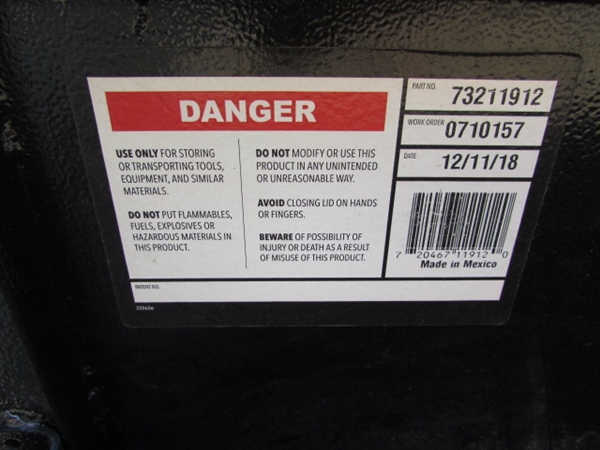 DANGER
USE ONLY FOR STORING
OR TRANSPORTING TOOLS,
EQUIPMENT, AND SIMILAR
MATERIALS.
DO NOT PUT FLAMMABLES,
FUELS, EXPLOSIVES OR
HAZARDOUS MATERIALS IN
THIS PRODUCT.
DO NOT MODIFY OR USE THIS
PRODUCT IN ANY UNINTENDED
OR UNREASONABLE WAY.
AVOID CLOSING LID ON HANDS
OR FINGERS.
BEWARE OF POSSIBILITY OF
INJURY OR DEATH AS A RESULT
OF MISUSE OF THIS PRODUCT.
PART NO. 73211912
WORK ORDER 0710157
DATE 12/11/18
7 20467 11912 0
Made in Mexico
PATENT NO.